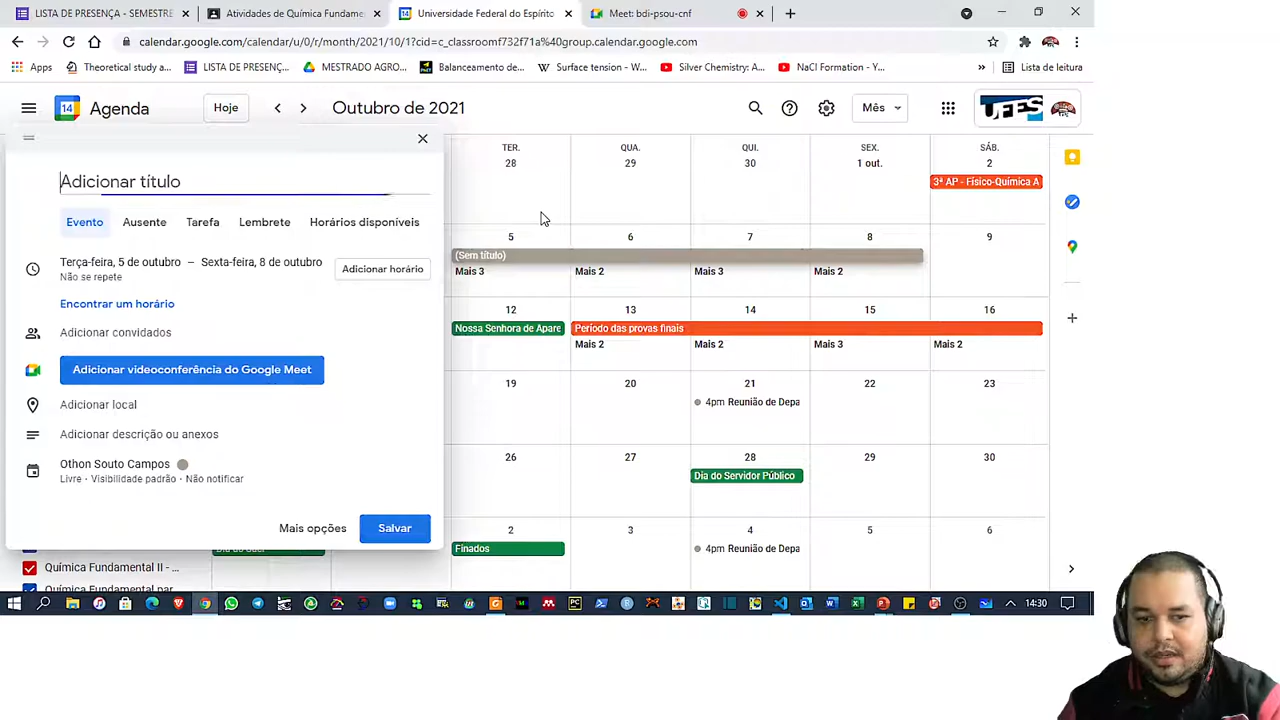 LISTA DE PRESENÇA - SEMESTRE
Atividades de Química Fundame
Universidade Federal do Espírito
Meet: bdi-psou-cnf
calendar.google.com/calendar/u/0/r/month/2021/10/1?cid=c_classroomf732f71a%40group.calendar.google.com
Apps
Theoretical study a...
LISTA DE PRESENÇ...
MESTRADO AGRO...
Balanceamento de...
Surface tension - W...
Silver Chemistry: A...
NaCl Formation - Y...
»
Lista de leitura
14
Agenda
Hoje
Outubro de 2021
Mês
UFES
Adicionar título
Evento
Ausente
Tarefa
Lembrete
Horários disponíveis
Terça-feira, 5 de outubro – Sexta-feira, 8 de outubro
Não se repete
Adicionar horário
Encontrar um horário
Adicionar convidados
Adicionar videoconferência do Google Meet
Adicionar local
Adicionar descrição ou anexos
Othon Souto Campos
Livre · Visibilidade padrão · Não notificar
Mais opções
Salvar
Química Fundamental II - ...
TER. QUA. QUI. SEX. SÁB.
28 29 30 1 out. 2
3ª AP - Físico-Química A
5 6 7 8 9
(Sem título)
Mais 3 Mais 2 Mais 3 Mais 2
12 13 14 15 16
Nossa Senhora de Apare Período das provas finais
Mais 2 Mais 2 Mais 3 Mais 2
19 20 21 22 23
4pm Reunião de Depa
26 27 28 29 30
Dia do Servidor Público
2 3 4 5 6
Finados 4pm Reunião de Depa
14:30